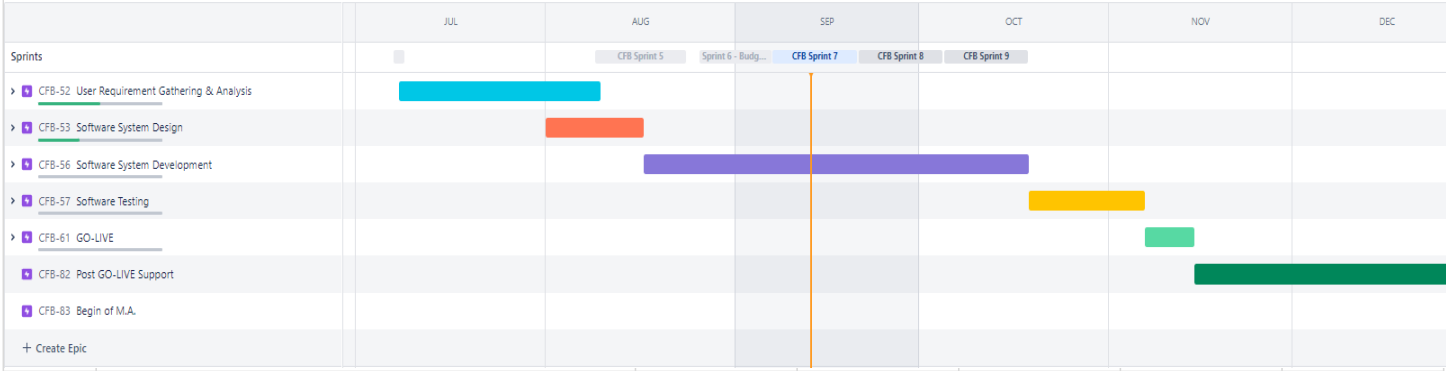 JUL AUG SEP OCT NOV DEC
Sprints CFB Sprint 5 Sprint 6 - Budg... CFB Sprint 7 CFB Sprint 8 CFB Sprint 9
CFB-52 User Requirement Gathering & Analysis
CFB-53 Software System Design
CFB-56 Software System Development
CFB-57 Software Testing
CFB-61 GO-LIVE
CFB-82 Post GO-LIVE Support
CFB-83 Begin of M.A.
+ Create Epic